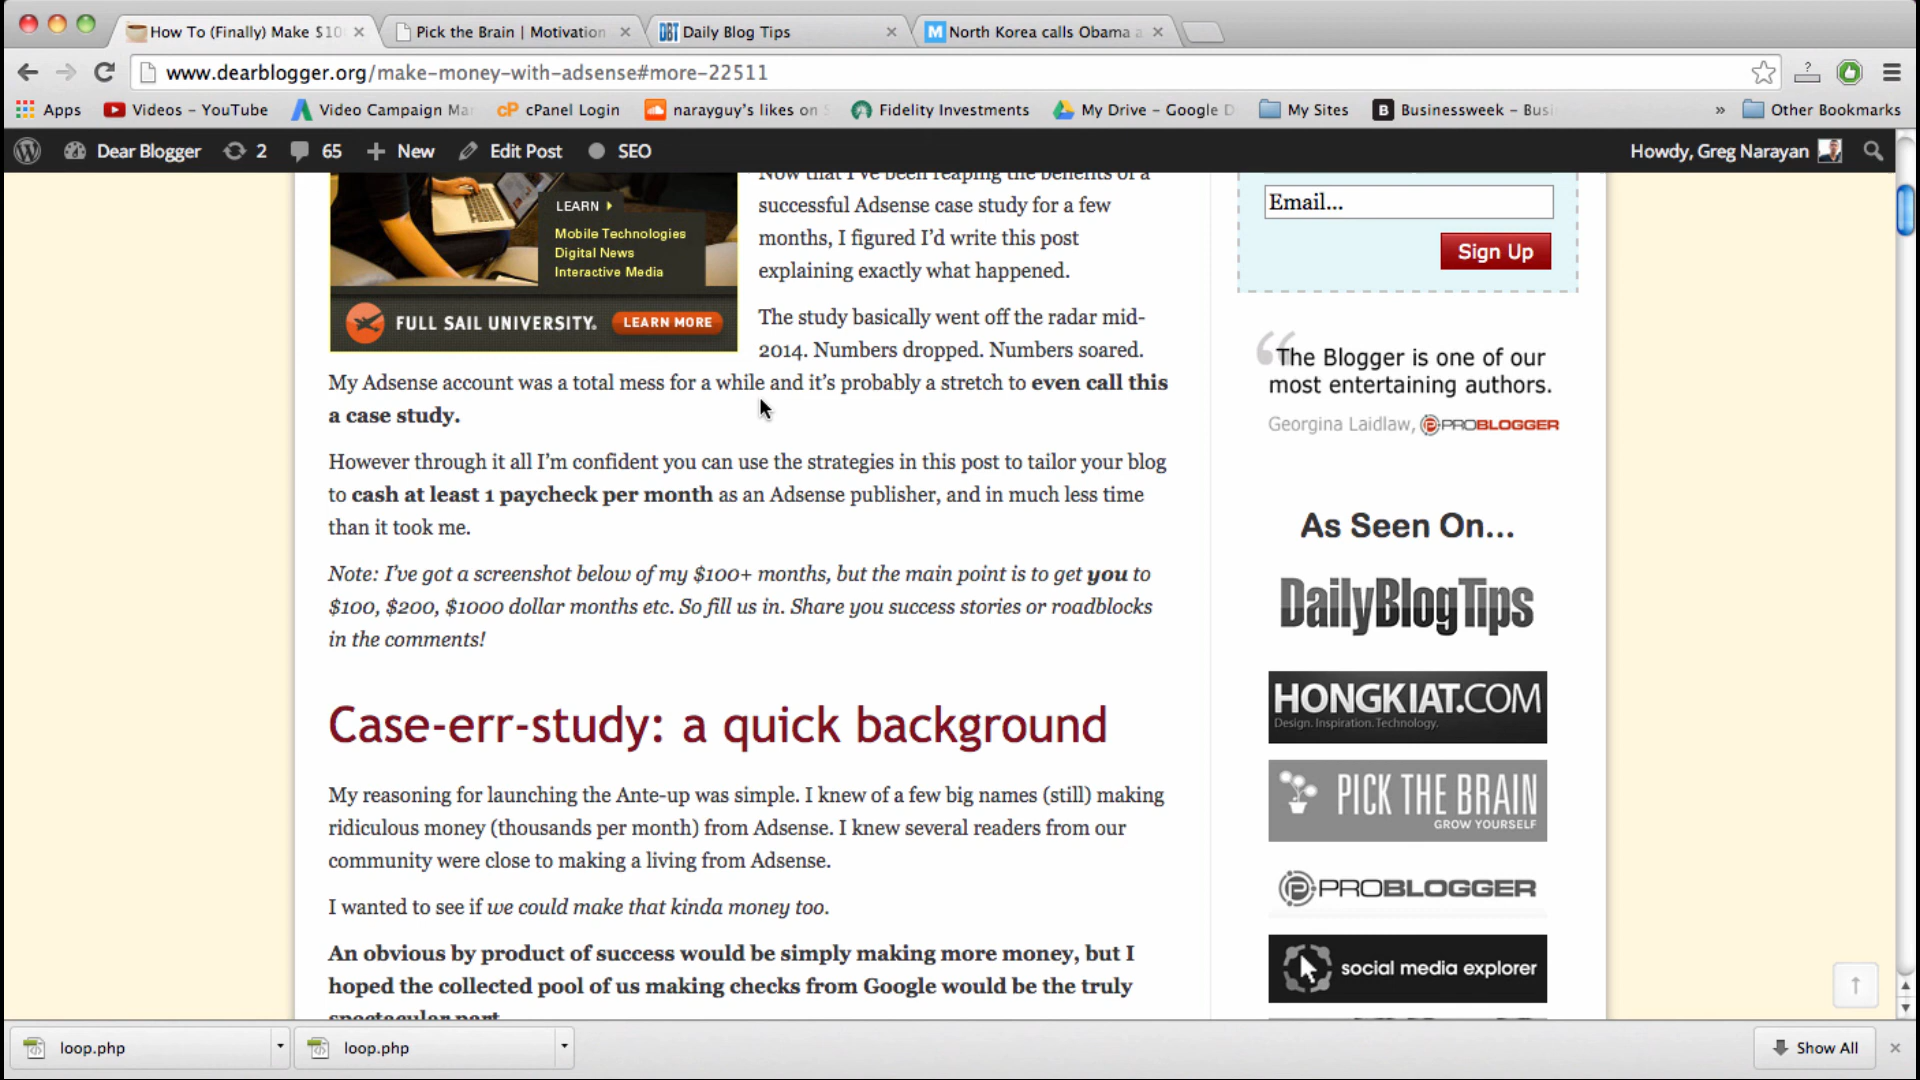 How To (Finally) Make $10
Pick the Brain | Motivation
DBT Daily Blog Tips
M North Korea calls Obama a
www.dearblogger.org/make-money-with-adsense#more-22511
Apps
Videos – YouTube
Video Campaign Ma
cP cPanel Login
narayguy's likes on S
Fidelity Investments
My Drive – Google D
My Sites
B Businessweek – Busi
»
Other Bookmarks
Dear Blogger
2
65
New
Edit Post
SEO
Howdy, Greg Narayan
LEARN
Mobile Technologies
Digital News
Interactive Media
FULL SAIL UNIVERSITY.
LEARN MORE
Now that I've been reaping the benefits of a
successful Adsense case study for a few
months, I figured I'd write this post
explaining exactly what happened.
The study basically went off the radar mid-
2014. Numbers dropped. Numbers soared.
My Adsense account was a total mess for a while and it's probably a stretch to even call this
a case study.
However through it all I'm confident you can use the strategies in this post to tailor your blog
to cash at least 1 paycheck per month as an Adsense publisher, and in much less time
than it took me.
Note: I've got a screenshot below of my $100+ months, but the main point is to get you to
$100, $200, $1000 dollar months etc. So fill us in. Share you success stories or roadblocks
in the comments!
Case-err-study: a quick background
My reasoning for launching the Ante-up was simple. I knew of a few big names (still) making
ridiculous money (thousands per month) from Adsense. I knew several readers from our
community were close to making a living from Adsense.
I wanted to see if we could make that kinda money too.
An obvious by product of success would be simply making more money, but I
hoped the collected pool of us making checks from Google would be the truly
spectacular part
Email...
Sign Up
The Blogger is one of our
most entertaining authors.
Georgina Laidlaw, PROBLOGGER
As Seen On...
DailyBlogTips
HONGKIAT.COM
Design. Inspiration. Technology.
PICK THE BRAIN
GROW YOURSELF
PROBLOGGER
social media explorer
loop.php
loop.php
Show All